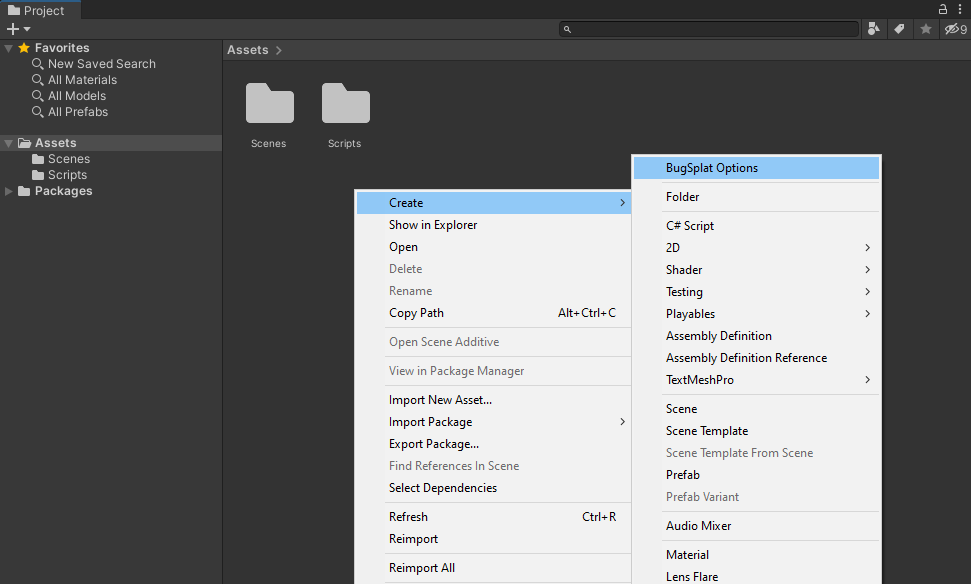 Project
9
Favorites
New Saved Search
All Materials
All Models
All Prefabs
Assets
Scenes
Scripts
Packages
Assets
Scenes
Scripts
Create
Show in Explorer
Open
Delete
Rename
Copy Path Alt+Ctrl+C
Open Scene Additive
View in Package Manager
Import New Asset...
Import Package
Export Package...
Find References In Scene
Select Dependencies
Refresh Ctrl+R
Reimport
Reimport All
BugSplat Options
Folder
C# Script
2D
Shader
Testing
Playables
Assembly Definition
Assembly Definition Reference
TextMeshPro
Scene
Scene Template
Scene Template From Scene
Prefab
Prefab Variant
Audio Mixer
Material
Lens Flare